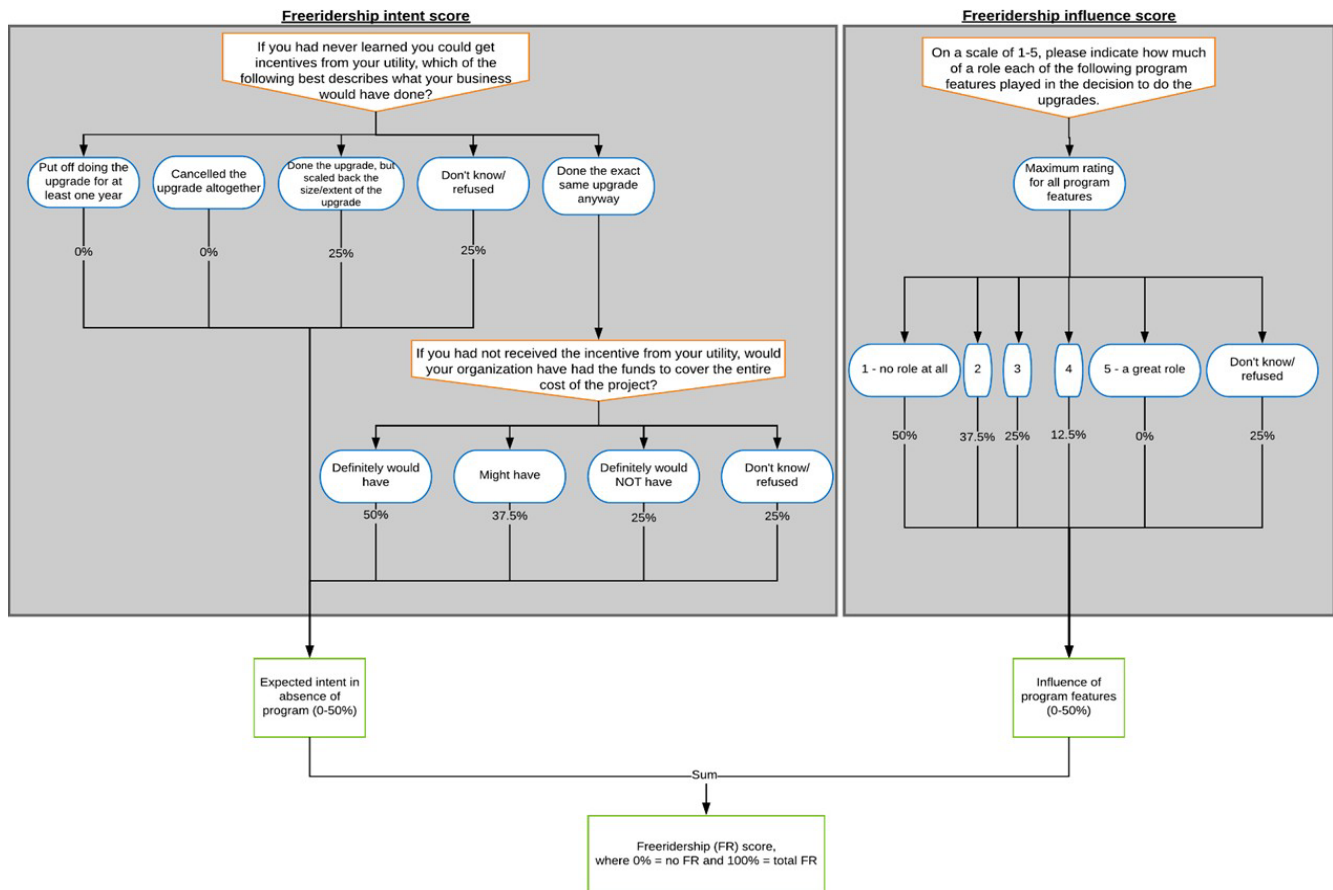 Freeridership intent score
If you had never learned you could get
incentives from your utility, which of the
following best describes what your business
would have done?
Put off doing the
upgrade for at
least one year
Cancelled the
upgrade altogether
Done the upgrade, but
scaled back the
size/extent of the
upgrade
Don't know/
refused
Done the exact
same upgrade
anyway
0%
0%
25%
25%
If you had not received the incentive from your utility, would
your organization have had the funds to cover the entire
cost of the project?
Definitely would
have
Might have
Definitely would
NOT have
Don't know/
refused
50%
37.5%
25%
25%
Freeridership influence score
On a scale of 1-5, please indicate how much
of a role each of the following program
features played in the decision to do the
upgrades.
Maximum rating
for all program
features
1 - no role at all
2
3
4
5 - a great role
Don't know/
refused
50%
37.5%
25%
12.5%
0%
25%
Expected intent in
absence of
program (0-50%)
Influence of
program features
(0-50%)
Sum
Freeridership (FR) score,
where 0% = no FR and 100% = total FR